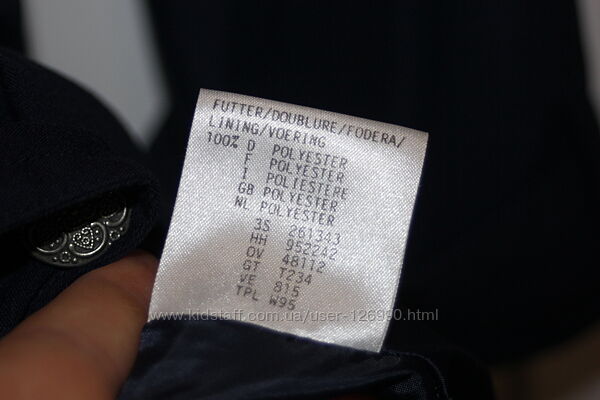 FUTTER/DOUBLURE/FODERA/
LINING/VOERING
100% D POLYESTER
F POLYESTER
I POLIESTERE
GB POLYESTER
NL POLYESTER
3S 261343
HH 952242
OV 48112
GT T234
VE 815
TPL W95
www.kidstaff.com.ua/user-126990.html